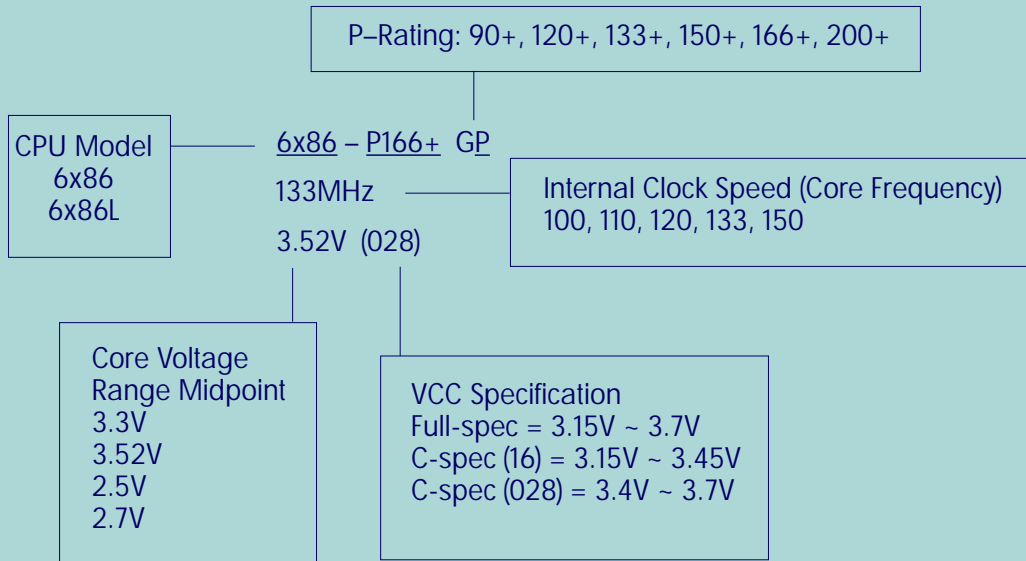 P–Rating: 90+, 120+, 133+, 150+, 166+, 200+
CPU Model
6x86
6x86L
6x86 – P166+ GP
133MHz
3.52V (028)
Internal Clock Speed (Core Frequency)
100, 110, 120, 133, 150
Core Voltage
Range Midpoint
3.3V
3.52V
2.5V
2.7V
VCC Specification
Full-spec = 3.15V ~ 3.7V
C-spec (16) = 3.15V ~ 3.45V
C-spec (028) = 3.4V ~ 3.7V